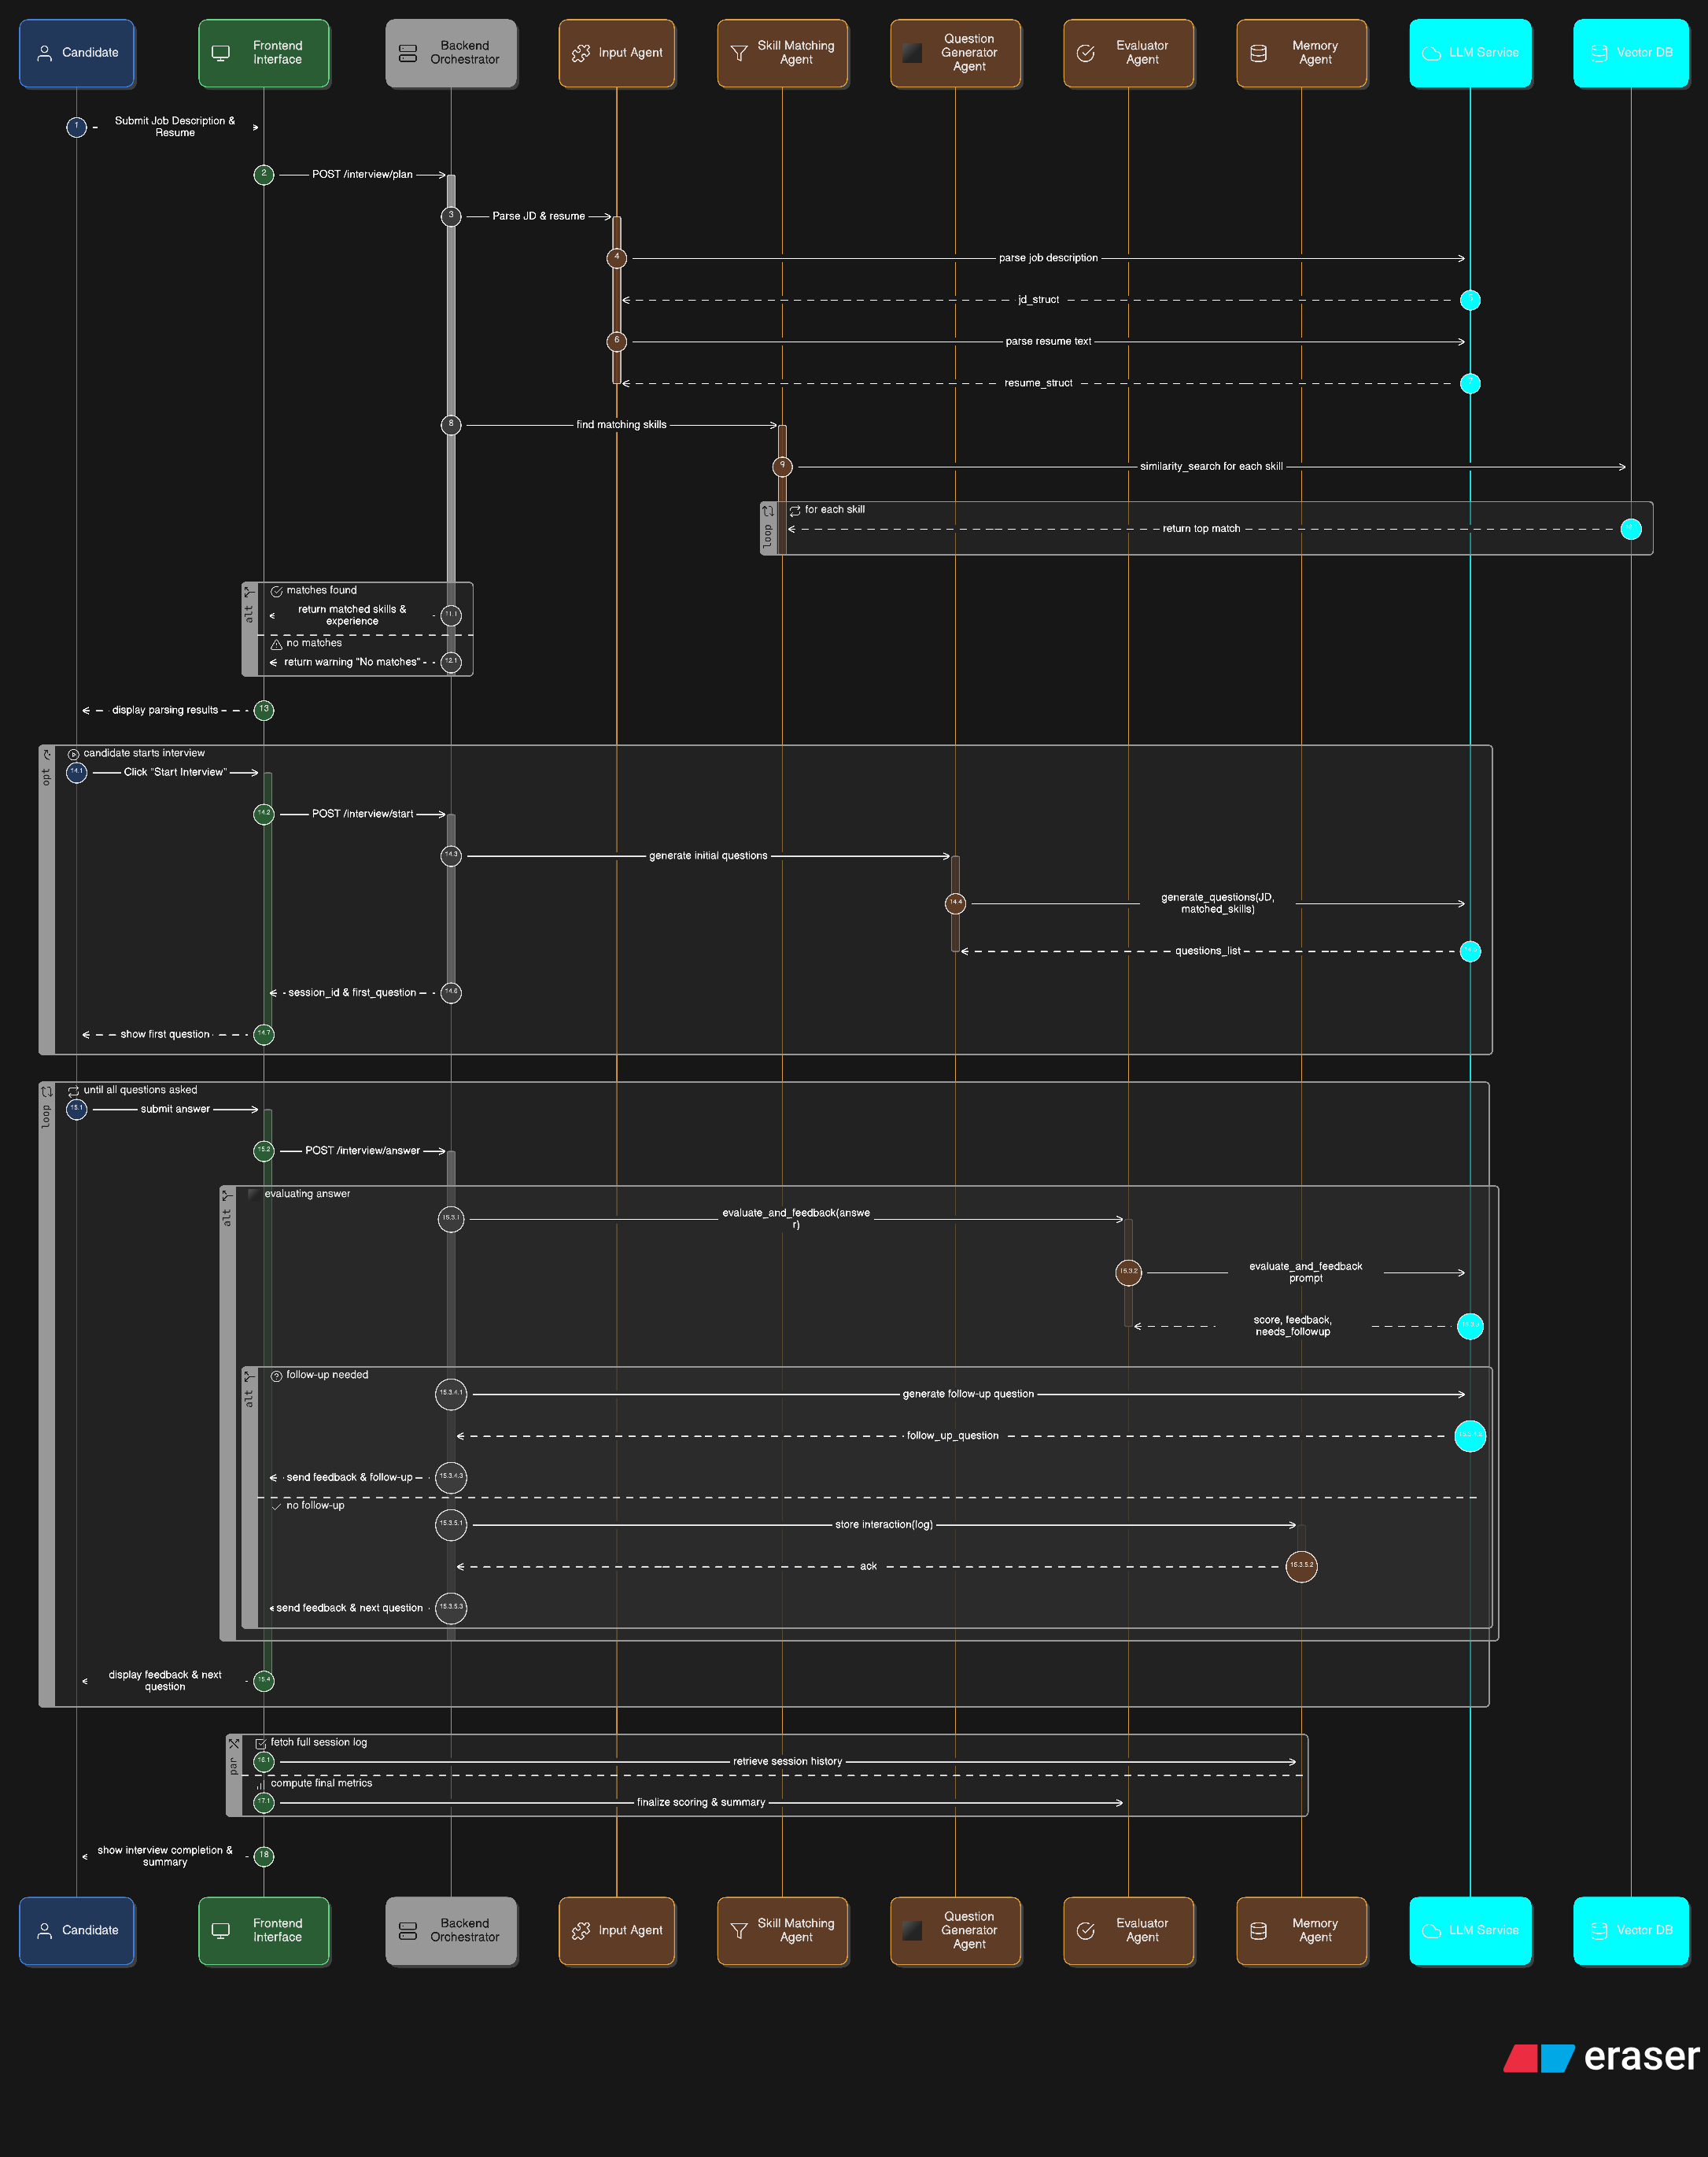 Candidate
Frontend
Interface
Backend
Orchestrator
Input Agent
Skill Matching
Agent
Question
Generator
Agent
Evaluator
Agent
Memory
Agent
LLM Service
Vector DB
1
Submit Job Description &
Resume
2
POST /interview/plan
3
Parse JD & resume
4
parse job description
jd_struct
5
6
parse resume text
resume_struct
7
8
find matching skills
9
similarity_search for each skill
loop
for each skill
return top match
10.1
alt
matches found
return matched skills &
experience
11.1
no matches
return warning "No matches"
12.1
display parsing results
13
opt
candidate starts interview
14.1
Click "Start Interview"
14.2
POST /interview/start
14.3
generate initial questions
14.4
generate_questions(JD,
matched_skills)
questions_list
14.5
session_id & first_question
14.6
show first question
14.7
loop
until all questions asked
15.1
submit answer
15.2
POST /interview/answer
alt
evaluating answer
15.3.1
evaluate_and_feedback(answe
r)
15.3.2
evaluate_and_feedback
prompt
score, feedback,
needs_followup
15.3.3
alt
follow-up needed
15.3.4.1
generate follow-up question
follow_up_question
15.3.4.2
send feedback & follow-up
15.3.4.3
no follow-up
15.3.5.1
store interaction(log)
ack
15.3.5.2
send feedback & next question
15.3.5.3
display feedback & next
question
15.4
par
fetch full session log
16.1
retrieve session history
compute final metrics
17.1
finalize scoring & summary
show interview completion &
summary
18
Candidate
Frontend
Interface
Backend
Orchestrator
Input Agent
Skill Matching
Agent
Question
Generator
Agent
Evaluator
Agent
Memory
Agent
LLM Service
Vector DB
eraser